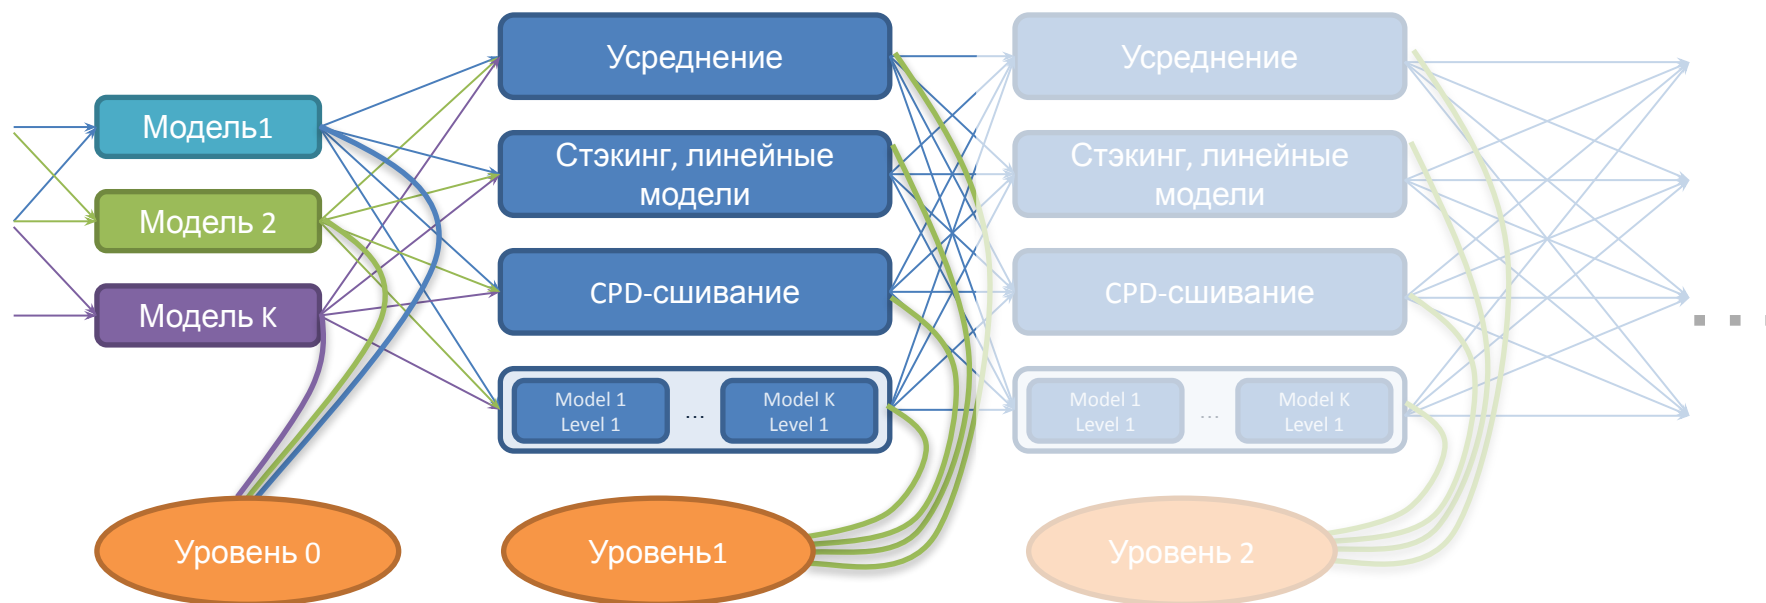 Модель1
Модель 2
Модель K
Уровень 0
Усреднение
Стэкинг, линейные
модели
CPD-сшивание
Model 1
Level 1
...
Model K
Level 1
Уровень1
Усреднение
Стэкинг, линейные
модели
CPD-сшивание
Model 1
Level 1
...
Model K
Level 1
Уровень 2
...